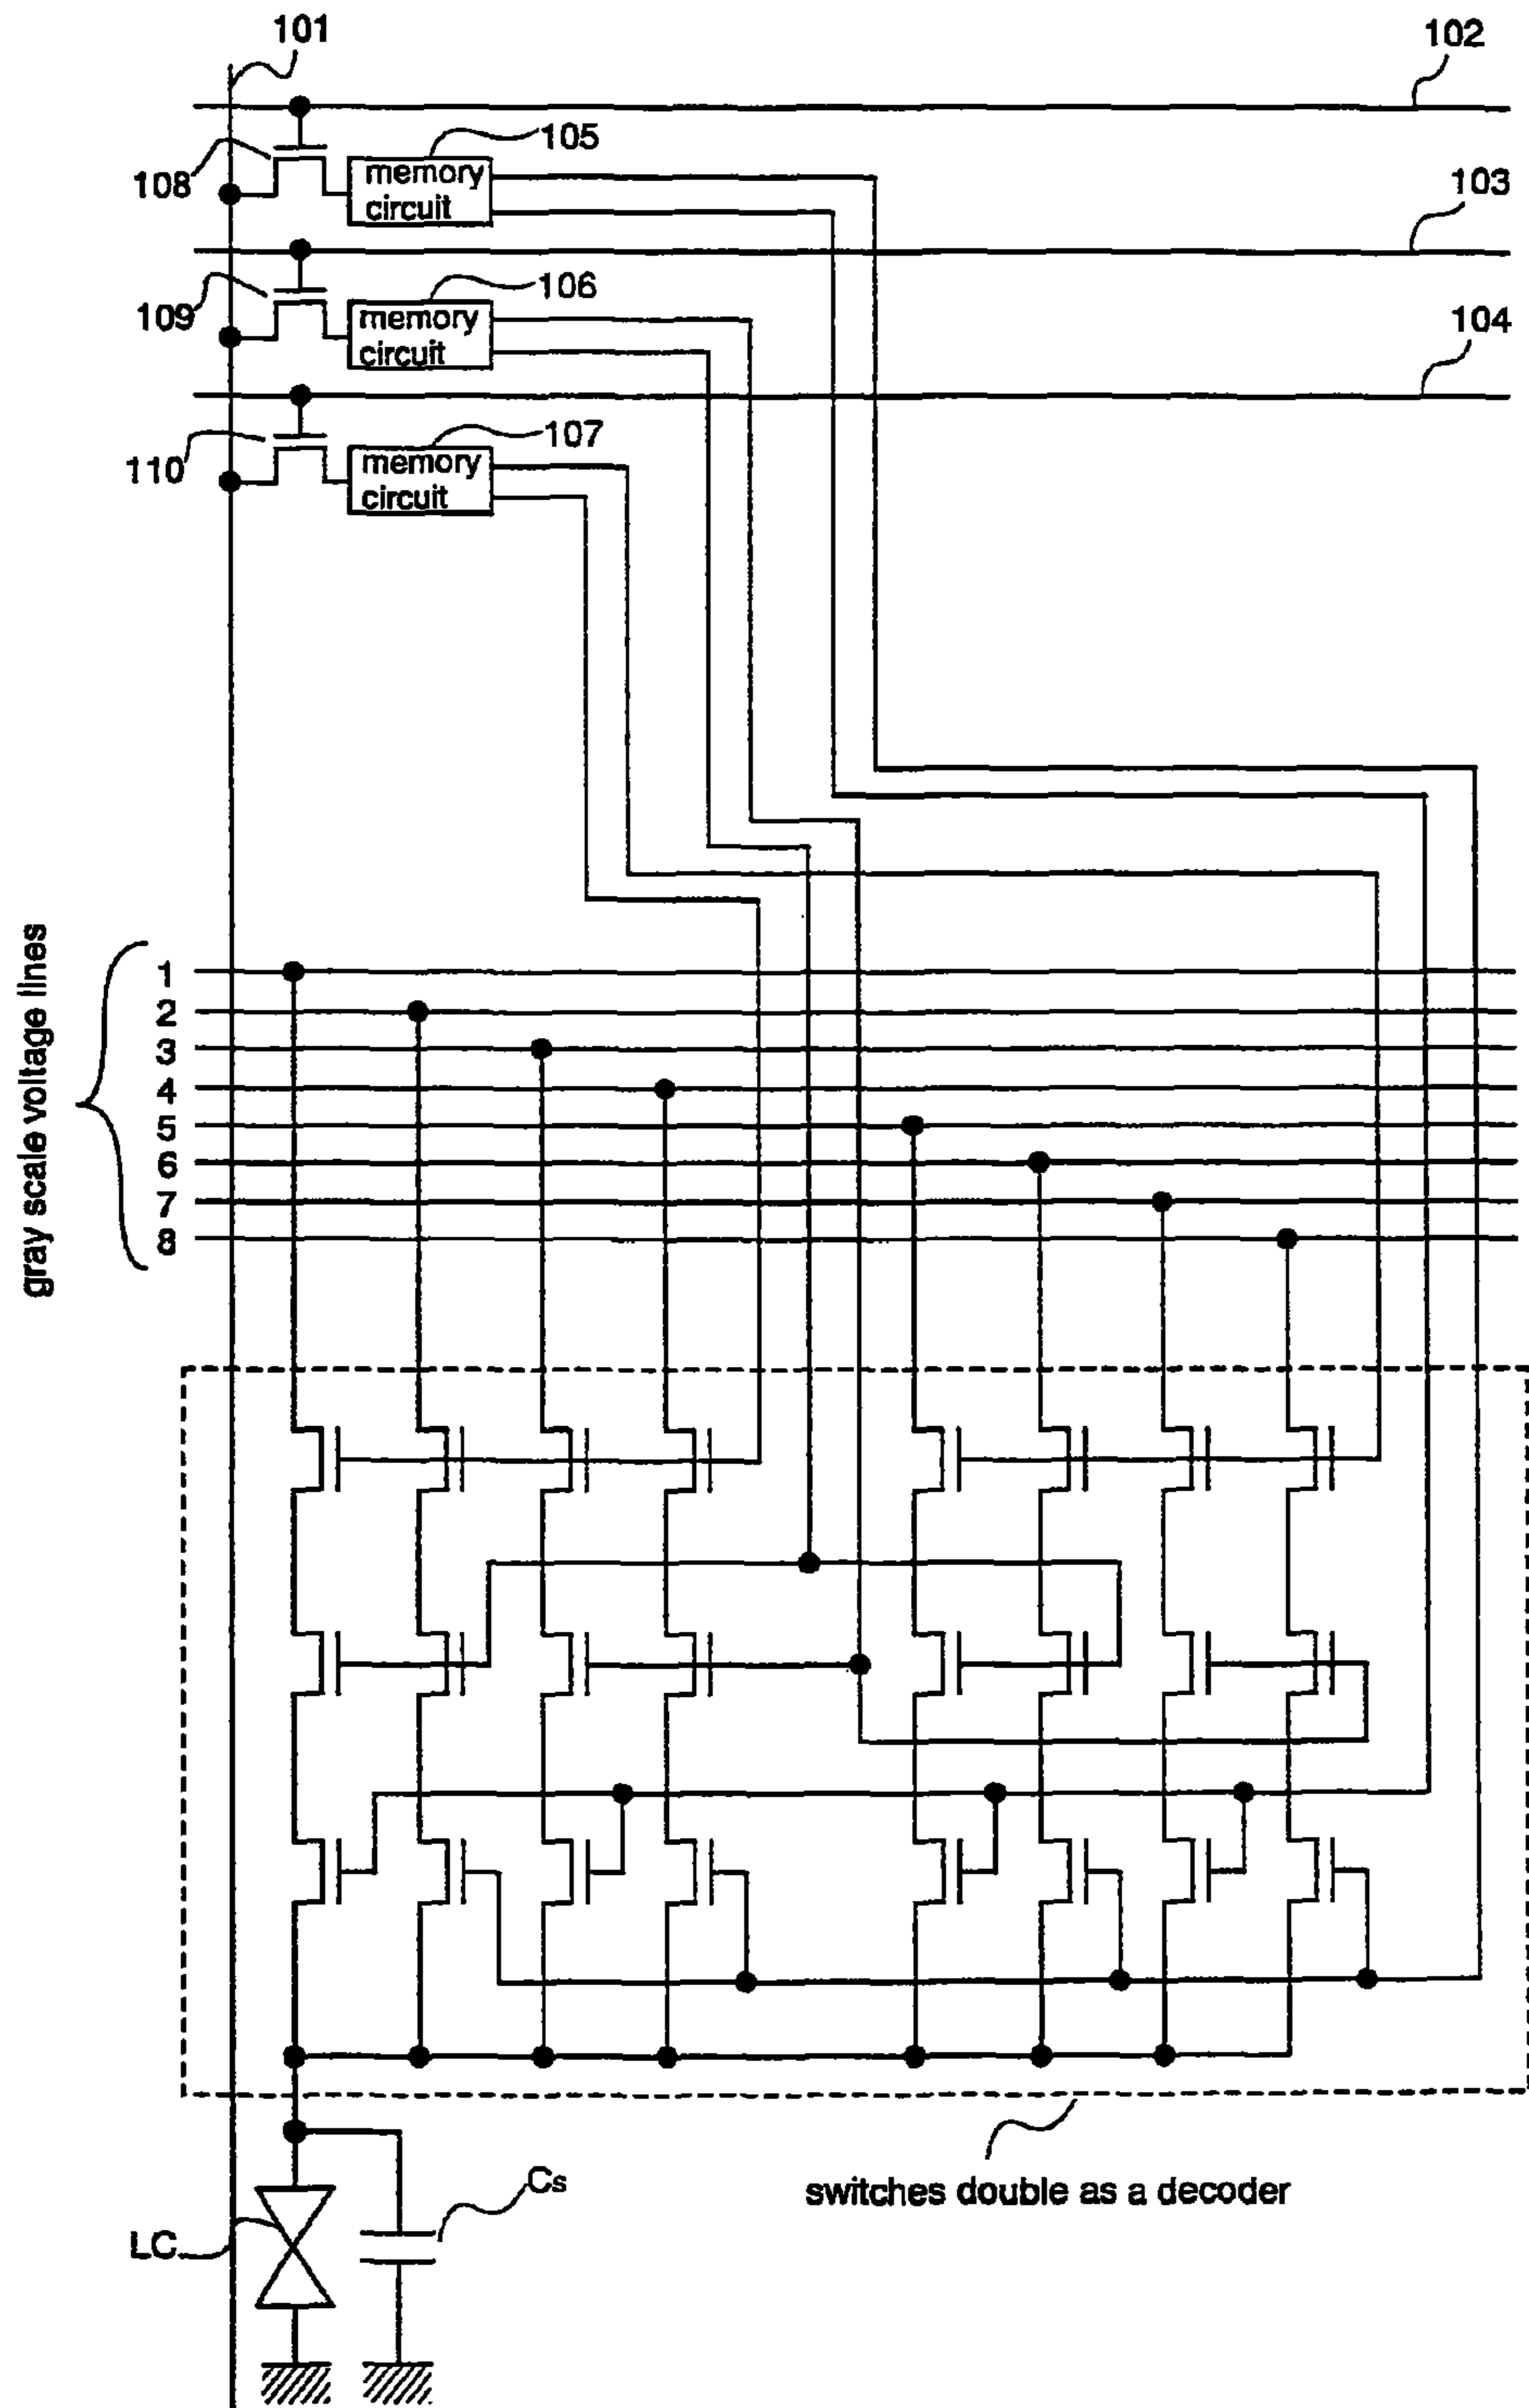 101
102
108
105
memory
circuit
103
109
106
memory
circuit
104
110
107
memory
circuit
gray scale voltage lines
1
2
3
4
5
6
7
8
switches double as a decoder
Cs
LC